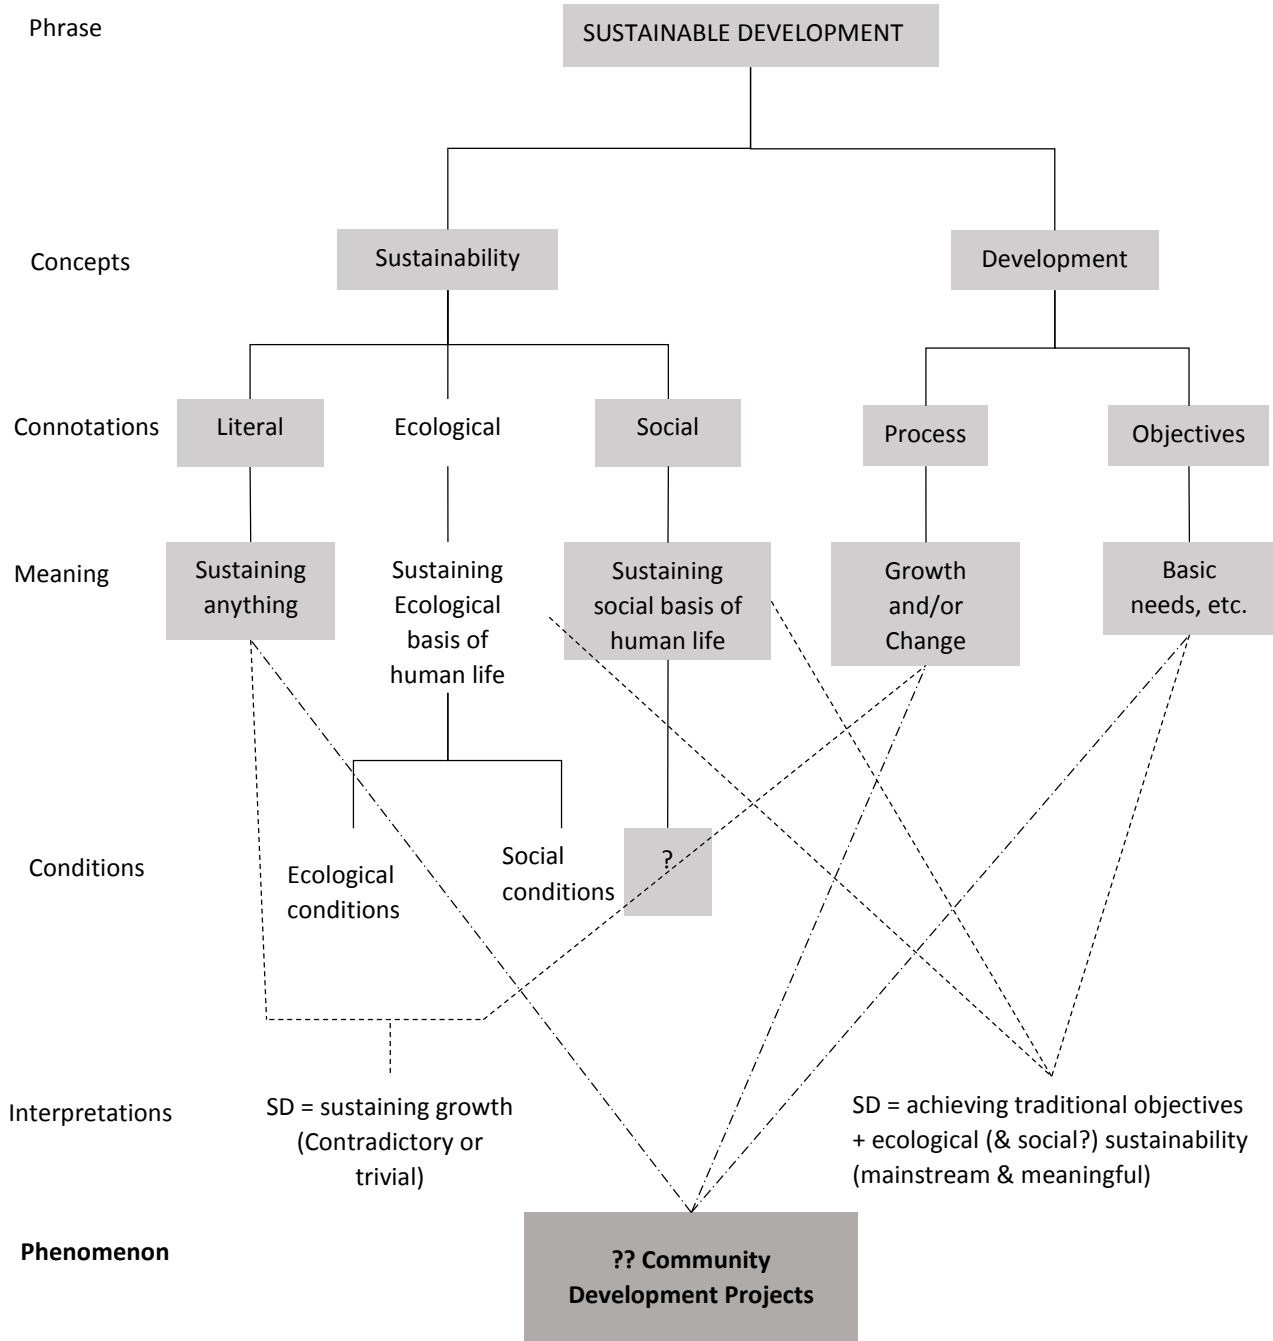 Phrase
SUSTAINABLE DEVELOPMENT
Concepts
Sustainability
Development
Connotations
Literal
Ecological
Social
Process
Objectives
Meaning
Sustaining
anything
Sustaining
Ecological
basis of
human life
Sustaining
social basis of
human life
Growth
and/or
Change
Basic
needs, etc.
Conditions
Ecological
conditions
Social
conditions
?
Interpretations
SD = sustaining growth
(Contradictory or
trivial)
SD = achieving traditional objectives
+ ecological (& social?) sustainability
(mainstream & meaningful)
Phenomenon
?? Community
Development Projects